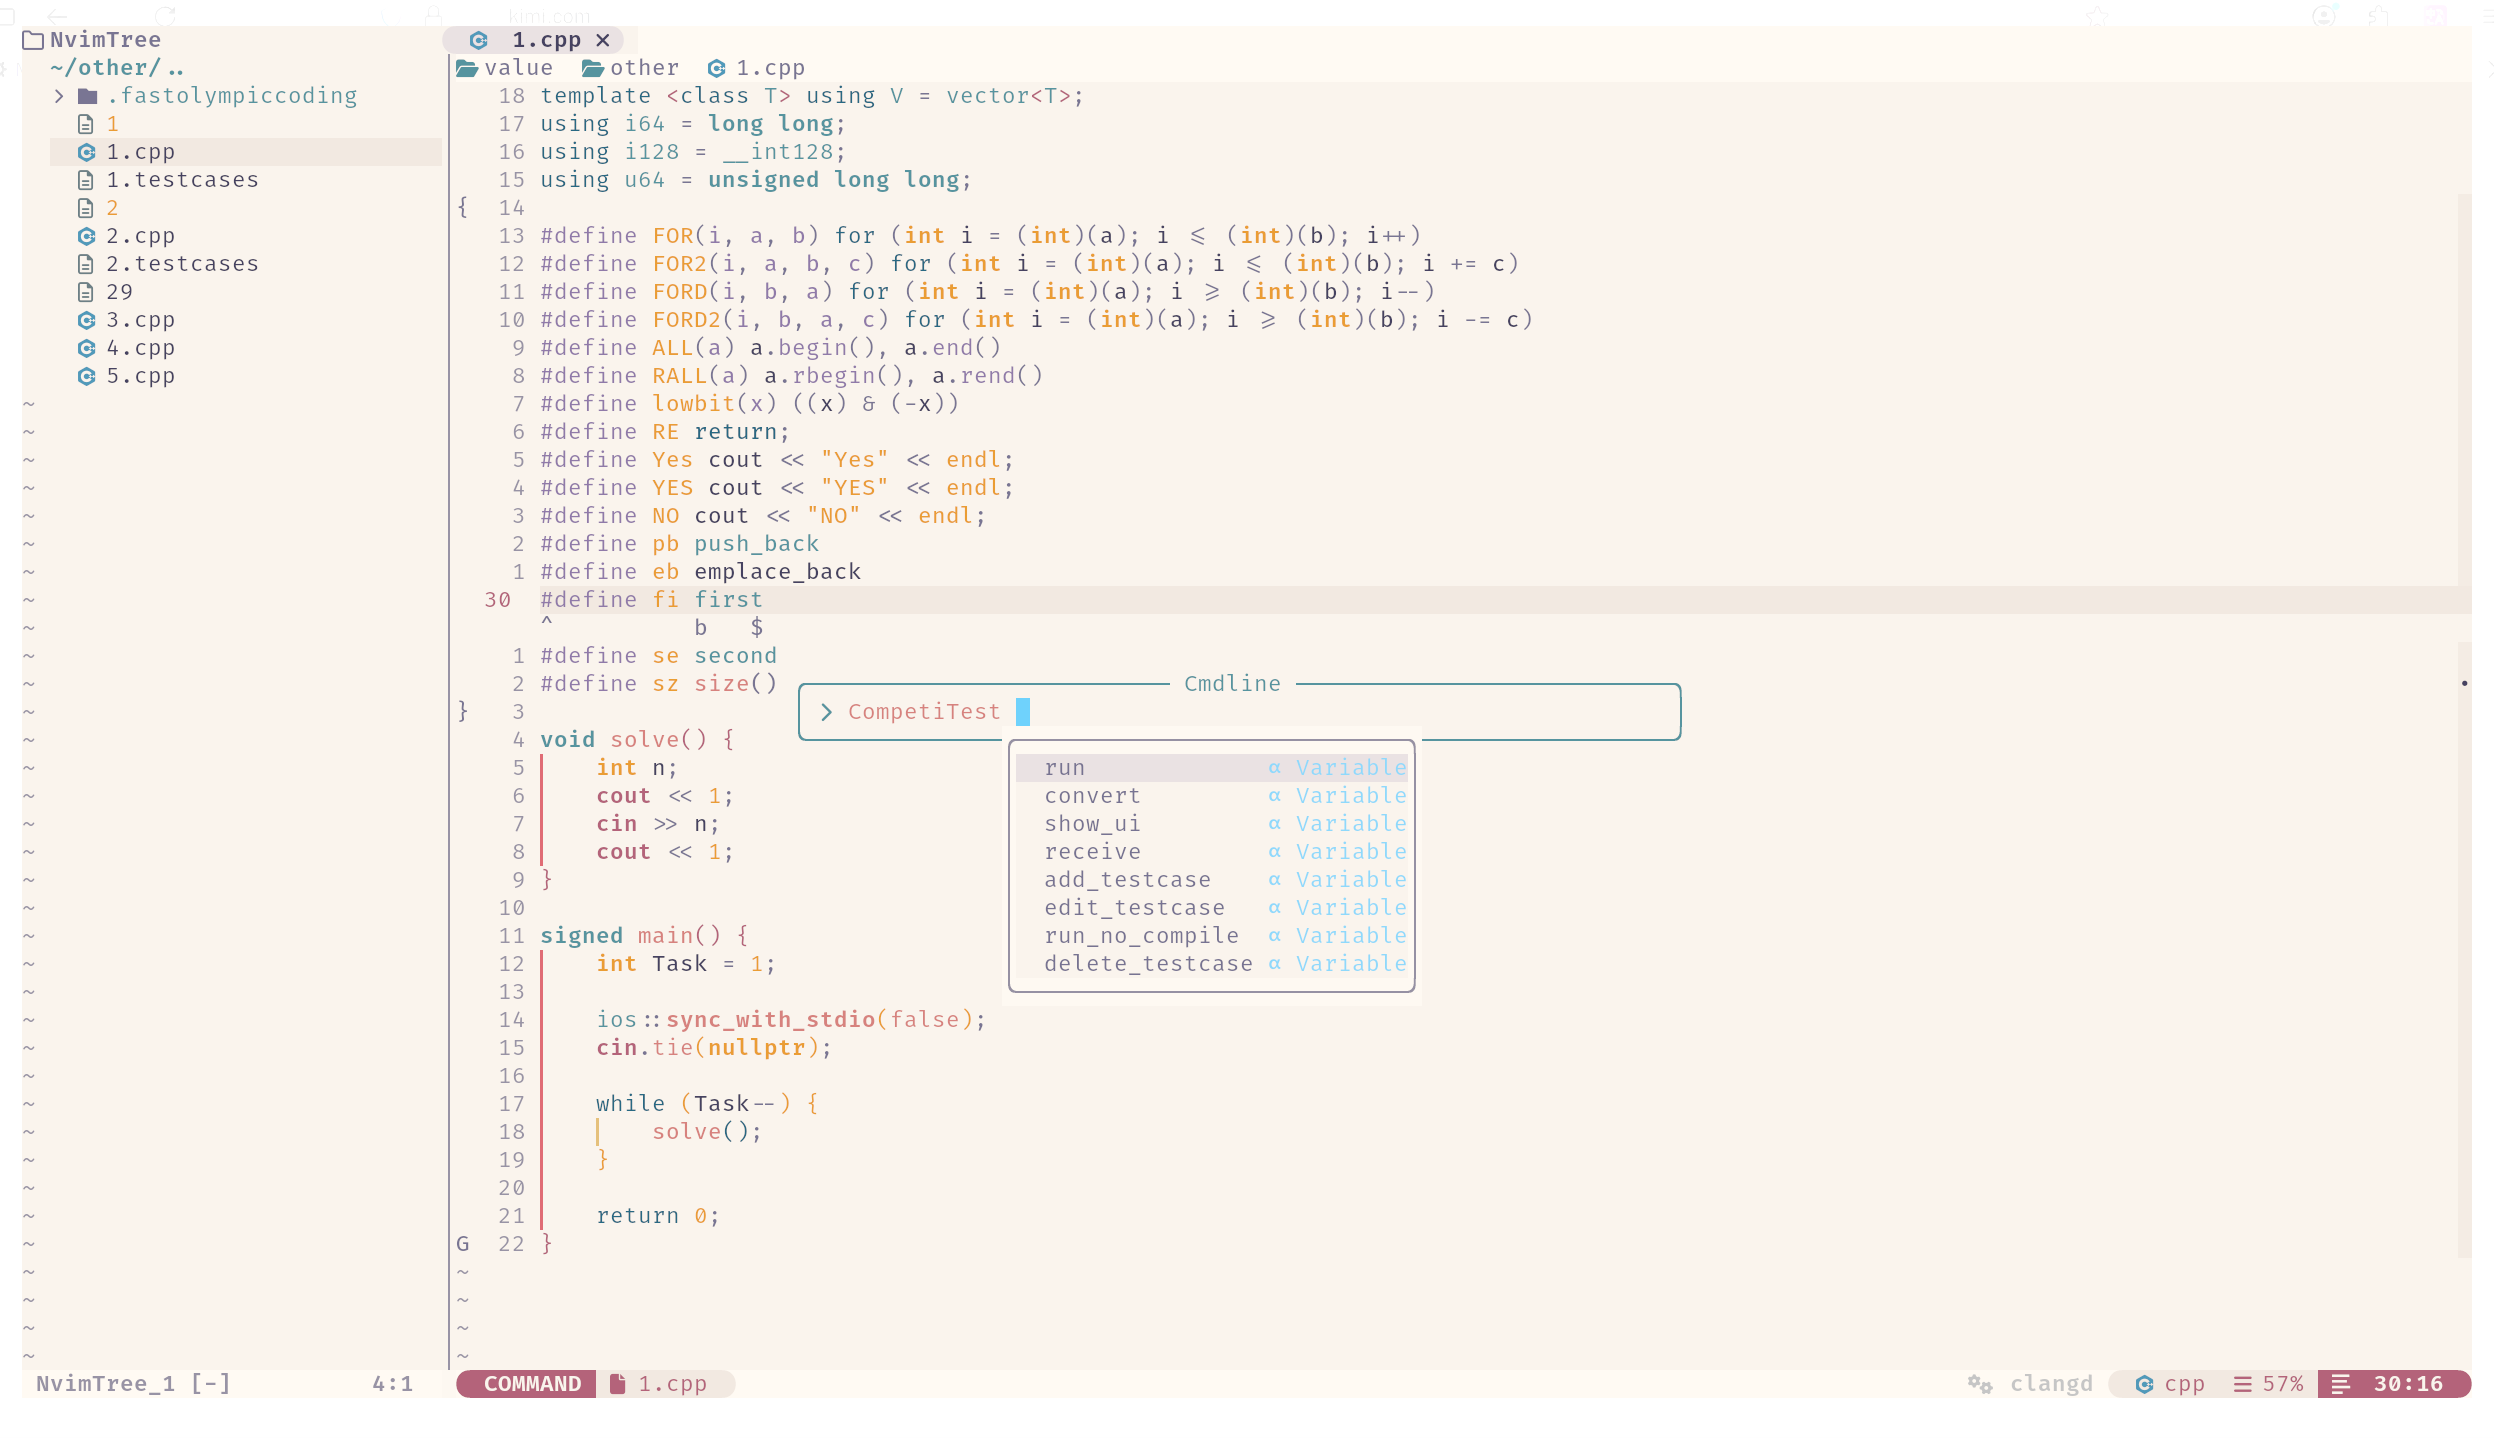 kimi.com
NvimTree
~/other/..
.fastolympiccoding
1
1.cpp
1.testcases
2
2.cpp
2.testcases
29
3.cpp
4.cpp
5.cpp
1.cpp ×
value other 1.cpp
18 template <class T> using V = vector<T>;
17 using i64 = long long;
16 using i128 = __int128;
15 using u64 = unsigned long long;
{ 14
13 #define FOR(i, a, b) for (int i = (int)(a); i <= (int)(b); i++)
12 #define FOR2(i, a, b, c) for (int i = (int)(a); i <= (int)(b); i += c)
11 #define FORD(i, b, a) for (int i = (int)(a); i >= (int)(b); i--)
10 #define FORD2(i, b, a, c) for (int i = (int)(a); i >= (int)(b); i -= c)
9 #define ALL(a) a.begin(), a.end()
8 #define RALL(a) a.rbegin(), a.rend()
7 #define lowbit(x) ((x) & (-x))
6 #define RE return;
5 #define Yes cout << "Yes" << endl;
4 #define YES cout << "YES" << endl;
3 #define NO cout << "NO" << endl;
2 #define pb push_back
1 #define eb emplace_back
30 #define fi first
^ b $
1 #define se second
2 #define sz size()
} 3
4 void solve() {
5 int n;
6 cout << 1;
7 cin >> n;
8 cout << 1;
9 }
10
11 signed main() {
12 int Task = 1;
13
14 ios::sync_with_stdio(false);
15 cin.tie(nullptr);
16
17 while (Task--) {
18 solve();
19 }
20
21 return 0;
G 22 }
Cmdline
> CompetiTest
run α Variable
convert α Variable
show_ui α Variable
receive α Variable
add_testcase α Variable
edit_testcase α Variable
run_no_compile α Variable
delete_testcase α Variable
NvimTree_1 [-] 4:1
COMMAND 1.cpp
clangd cpp 57% 30:16